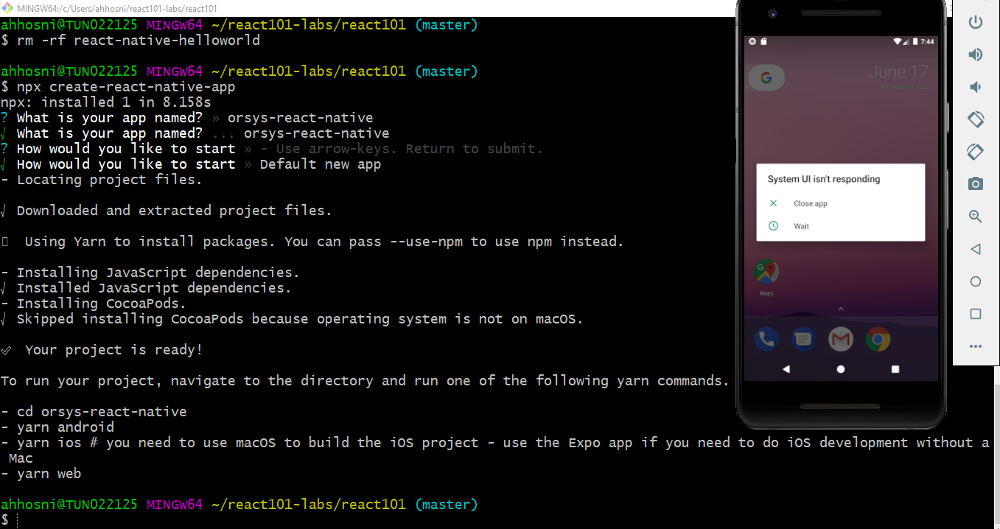 MINGW64:/c/Users/ahhosni/react101-labs/react101
ahhosni@TUN022125 MINGW64 ~/react101-labs/react101 (master)
$ rm -rf react-native-helloworld
ahhosni@TUN022125 MINGW64 ~/react101-labs/react101 (master)
$ npx create-react-native-app
npx: installed 1 in 8.158s
? What is your app named? » orsys-react-native
√ What is your app named? ... orsys-react-native
? How would you like to start » - Use arrow-keys. Return to submit.
√ How would you like to start » Default new app
- Locating project files.
√ Downloaded and extracted project files.
Using Yarn to install packages. You can pass --use-npm to use npm instead.
- Installing JavaScript dependencies.
√ Installed JavaScript dependencies.
- Installing CocoaPods.
√ Skipped installing CocoaPods because operating system is not on macOS.
✓ Your project is ready!
To run your project, navigate to the directory and run one of the following yarn commands.
- cd orsys-react-native
- yarn android
- yarn ios # you need to use macOS to build the iOS project - use the Expo app if you need to do iOS development without a
Mac
- yarn web
ahhosni@TUN022125 MINGW64 ~/react101-labs/react101 (master)
$
7:44
G
June 17
WEDNESDAY, 2020
System UI isn't responding
Close app
Wait
Maps